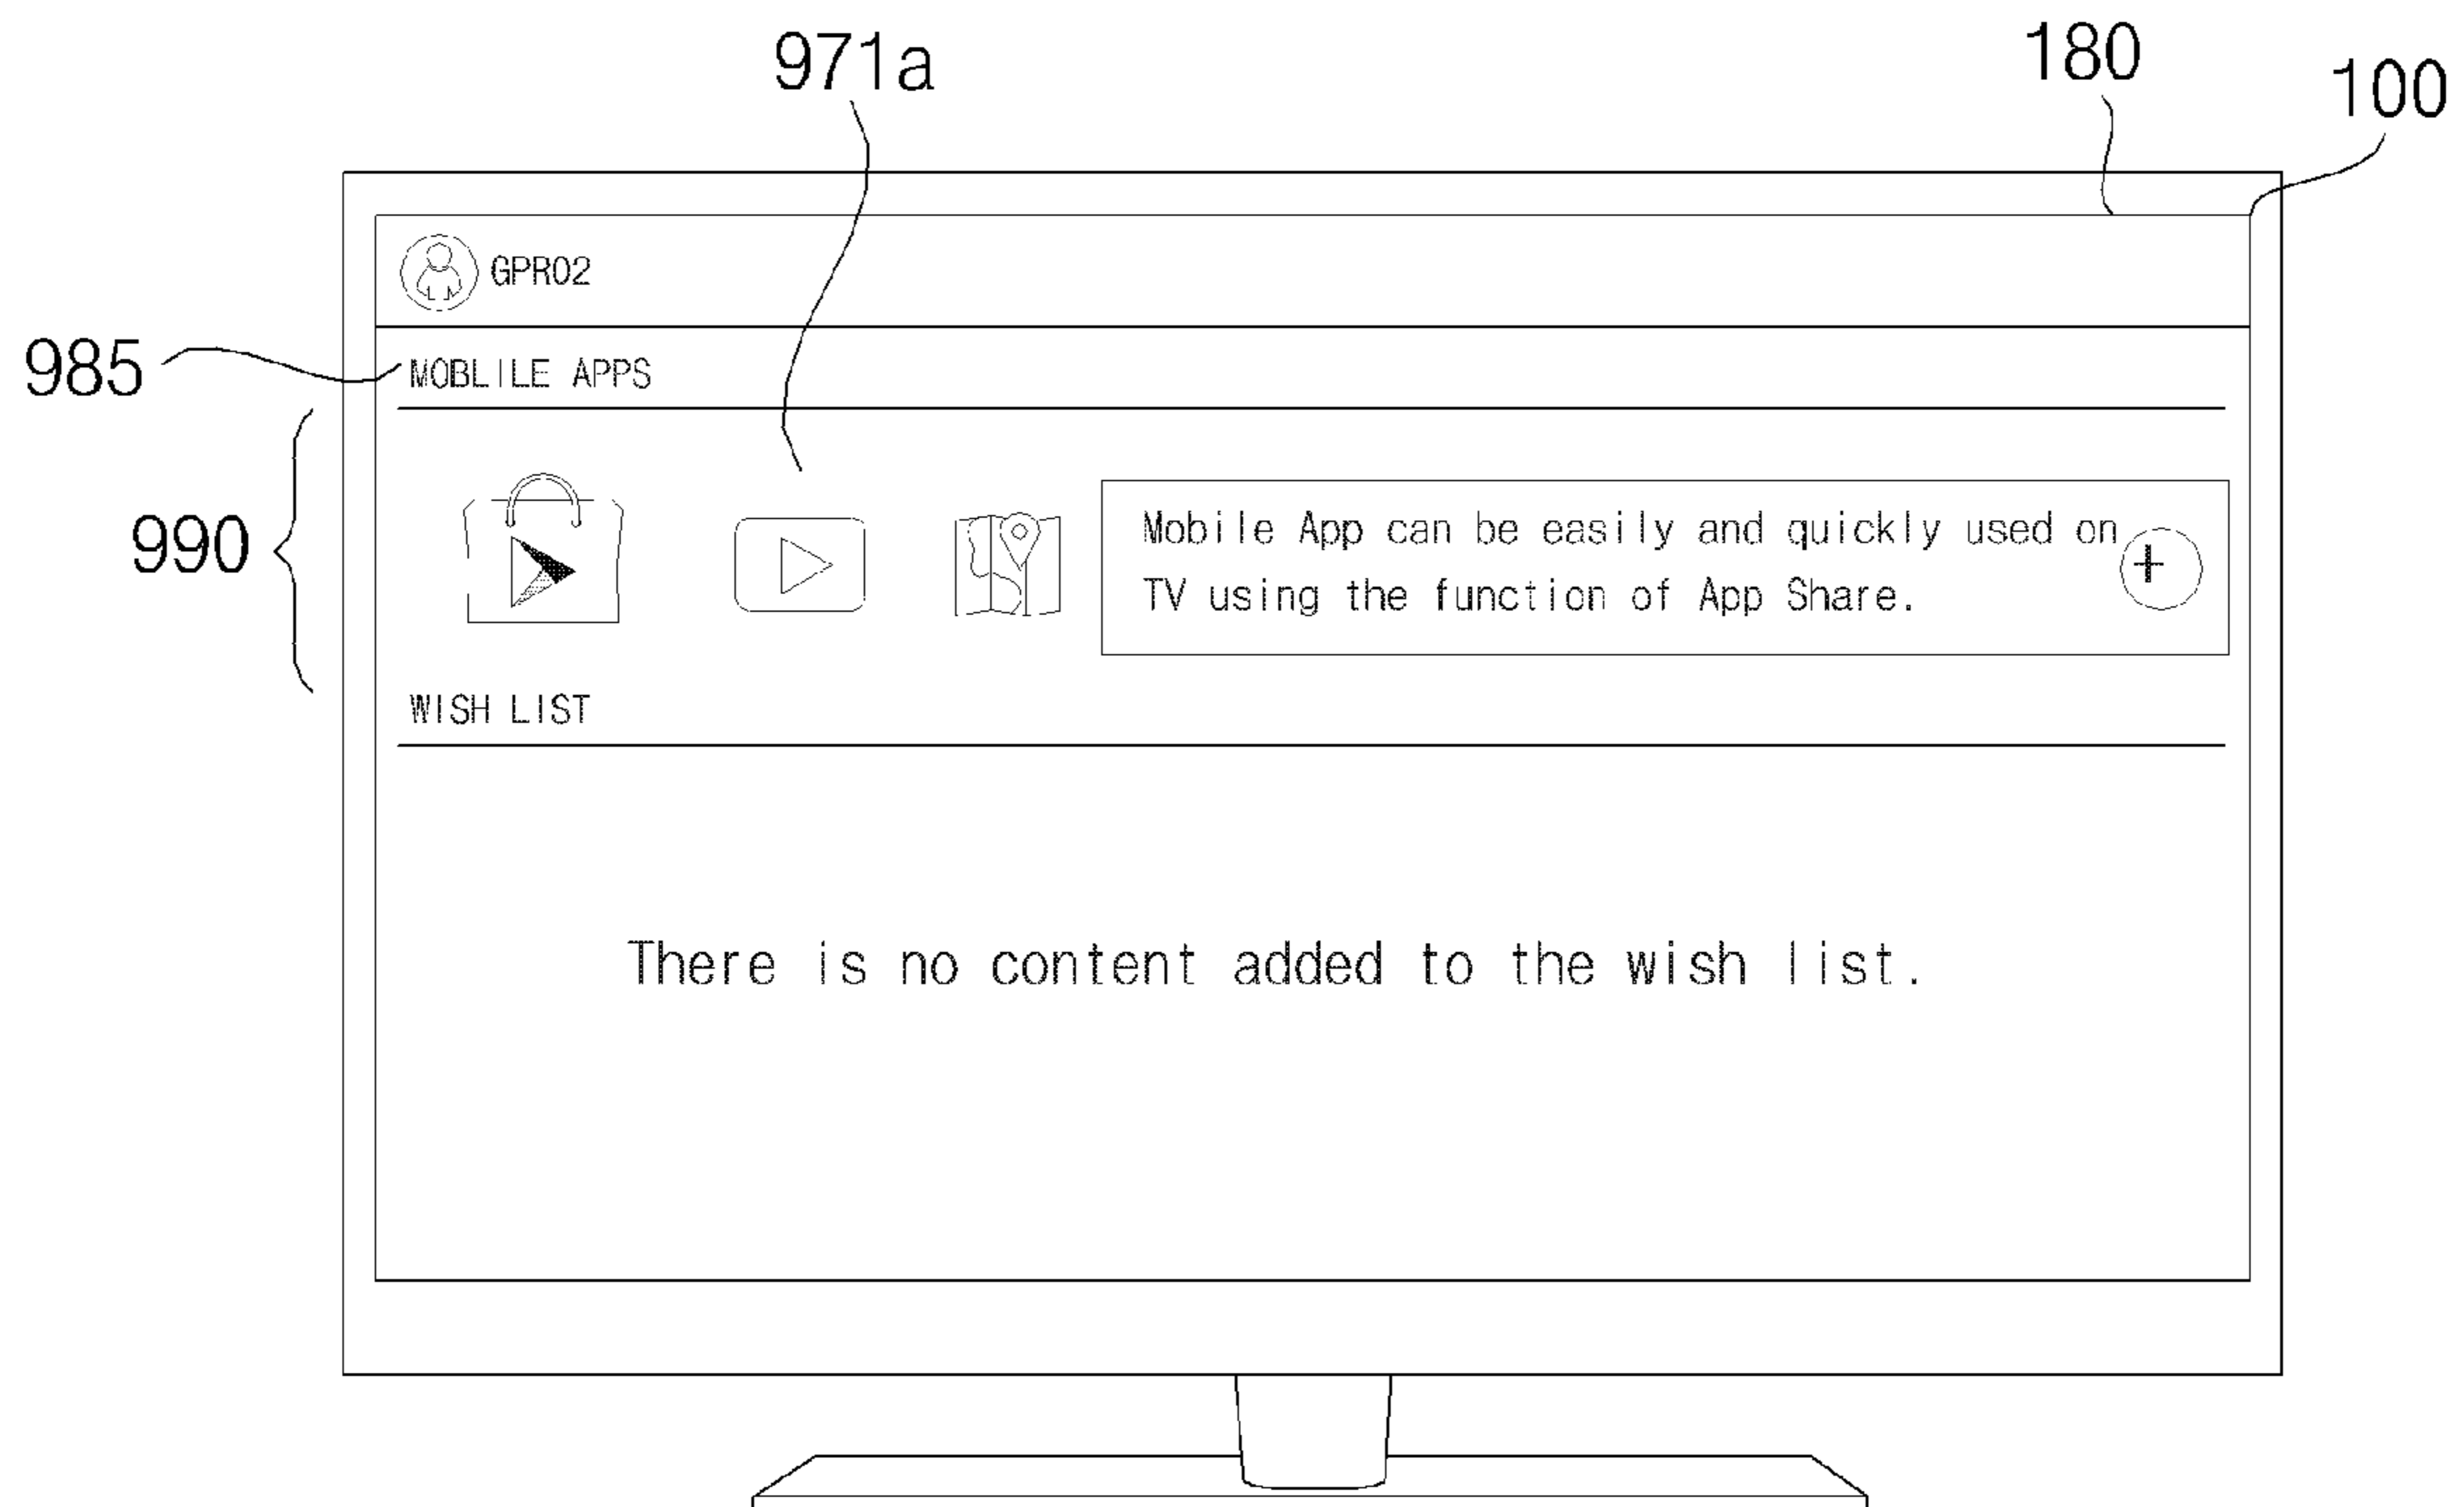 971a
180
100
GPRO2
985
MOBLILE APPS
990
Mobile App can be easily and quickly used on
TV using the function of App Share.
+
WISH LIST
There is no content added to the wish list.